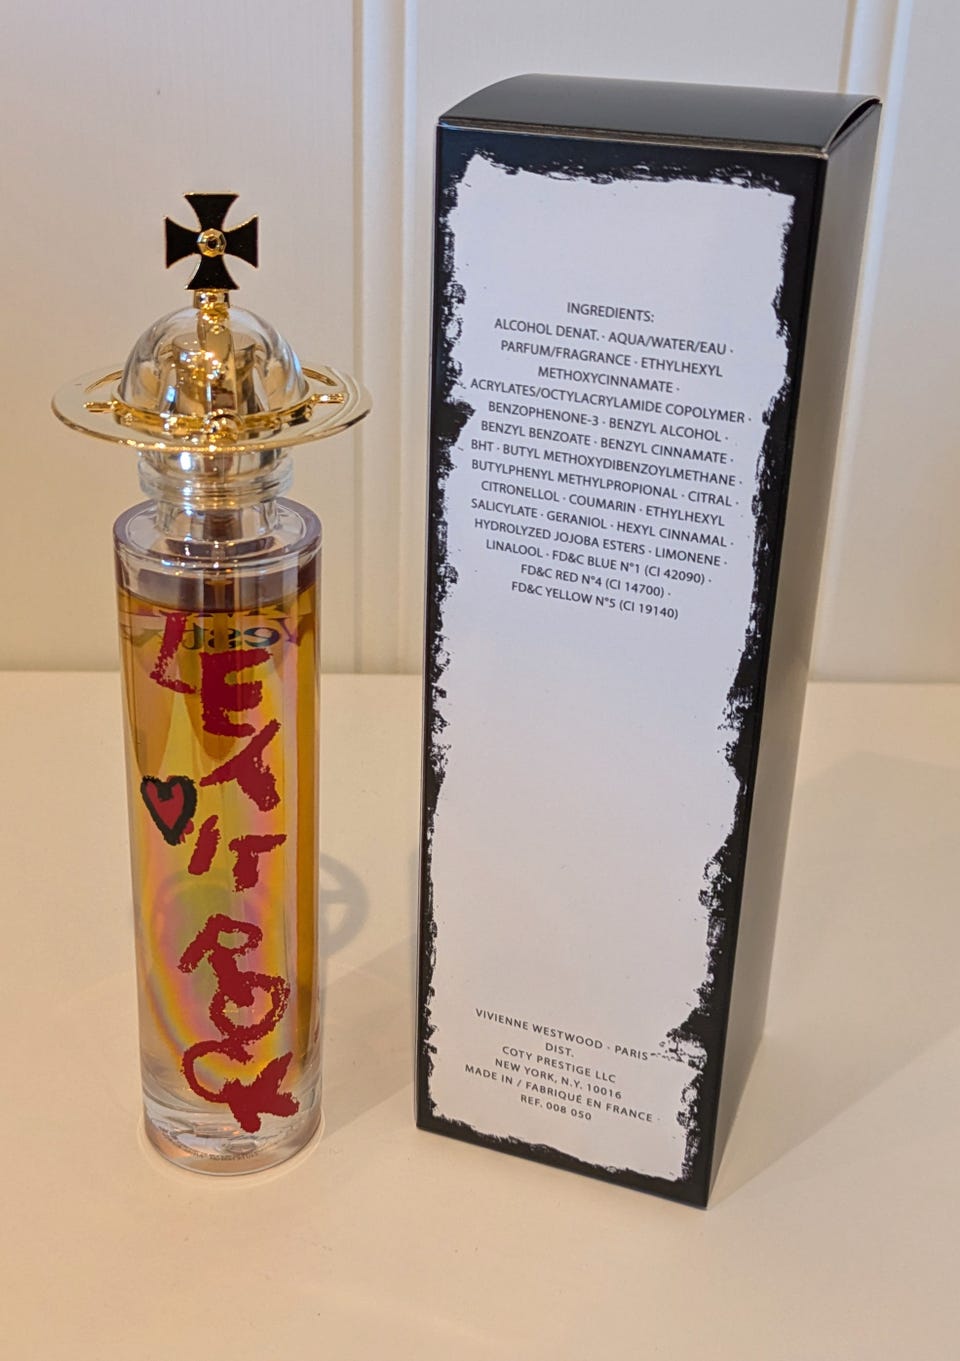 LET
IT
ROCK
INGREDIENTS:
ALCOHOL DENAT. · AQUA/WATER/EAU ·
PARFUM/FRAGRANCE · ETHYLHEXYL
METHOXYCINNAMATE ·
ACRYLATES/OCTYLACRYLAMIDE COPOLYMER ·
BENZOPHENONE-3 · BENZYL ALCOHOL ·
BENZYL BENZOATE · BENZYL CINNAMATE ·
BHT · BUTYL METHOXYDIBENZOYLMETHANE ·
BUTYLPHENYL METHYLPROPIONAL · CITRAL ·
CITRONELLOL · COUMARIN · ETHYLHEXYL
SALICYLATE · GERANIOL · HEXYL CINNAMAL ·
HYDROLYZED JOJOBA ESTERS · LIMONENE ·
LINALOOL · FD&C BLUE N°1 (CI 42090) ·
FD&C RED N°4 (CI 14700) ·
FD&C YELLOW N°5 (CI 19140)
VIVIENNE WESTWOOD - PARIS
DIST.
COTY PRESTIGE LLC
NEW YORK, N.Y. 10016
MADE IN / FABRIQUÉ EN FRANCE
REF. 008 050